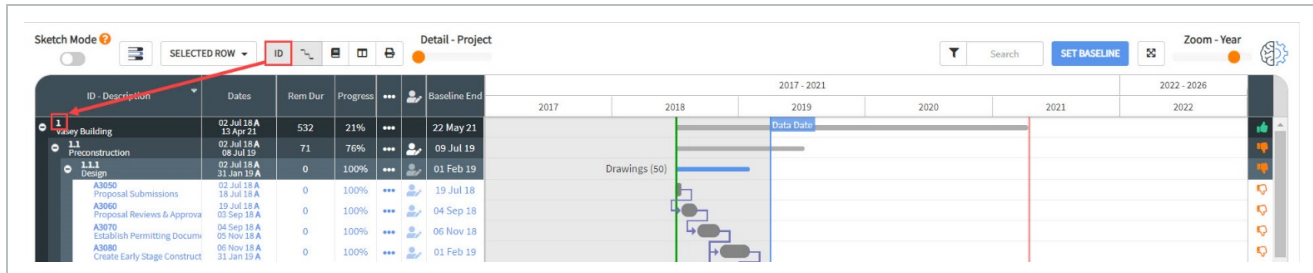 Sketch Mode ?
SELECTED ROW
ID
Detail - Project
Search
SET BASELINE
Zoom - Year
ID - Description
Dates
Rem Dur
Progress
Baseline End
2017 - 2021
2022 - 2026
2017
2018
2019
2020
2021
2022
1
Vasey Building
02 Jul 18 A
13 Apr 21
532
21%
22 May 21
Data Date
1.1
Preconstruction
02 Jul 18 A
08 Jul 19
71
76%
09 Jul 19
1.1.1
Design
02 Jul 18 A
31 Jan 19 A
0
100%
01 Feb 19
Drawings (50)
A3050
Proposal Submissions
02 Jul 18 A
18 Jul 18 A
0
100%
19 Jul 18
A3060
Proposal Reviews & Approva
19 Jul 18 A
03 Sep 18 A
0
100%
04 Sep 18
A3070
Establish Permitting Docum
04 Sep 18 A
05 Nov 18 A
0
100%
06 Nov 18
A3080
Create Early Stage Construct
06 Nov 18 A
31 Jan 19 A
0
100%
01 Feb 19